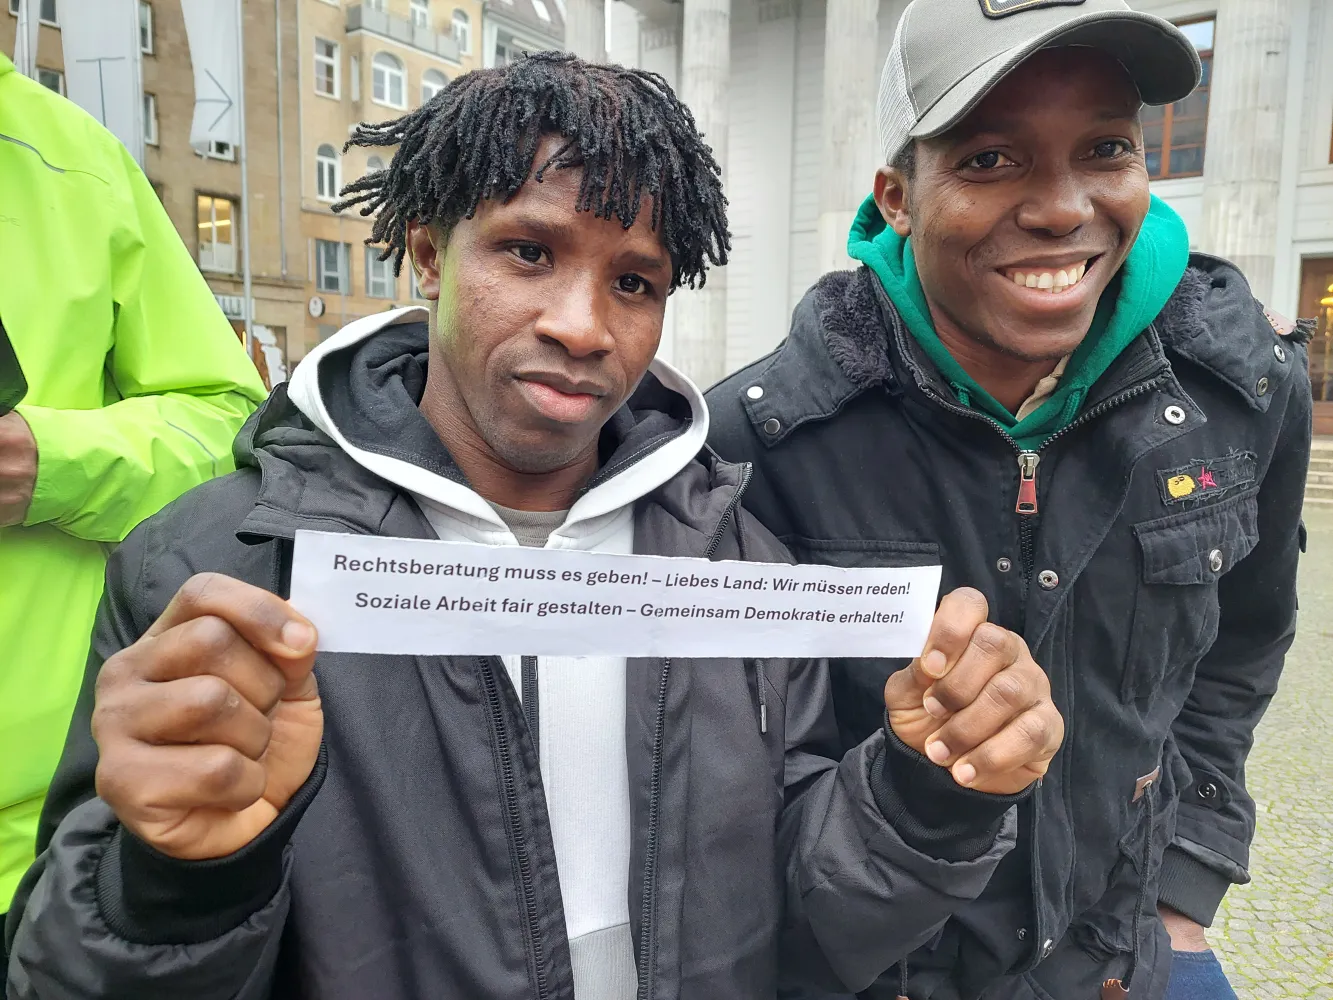 Rechtsberatung muss es geben! – Liebes Land: Wir müssen reden!
Soziale Arbeit fair gestalten – Gemeinsam Demokratie erhalten!